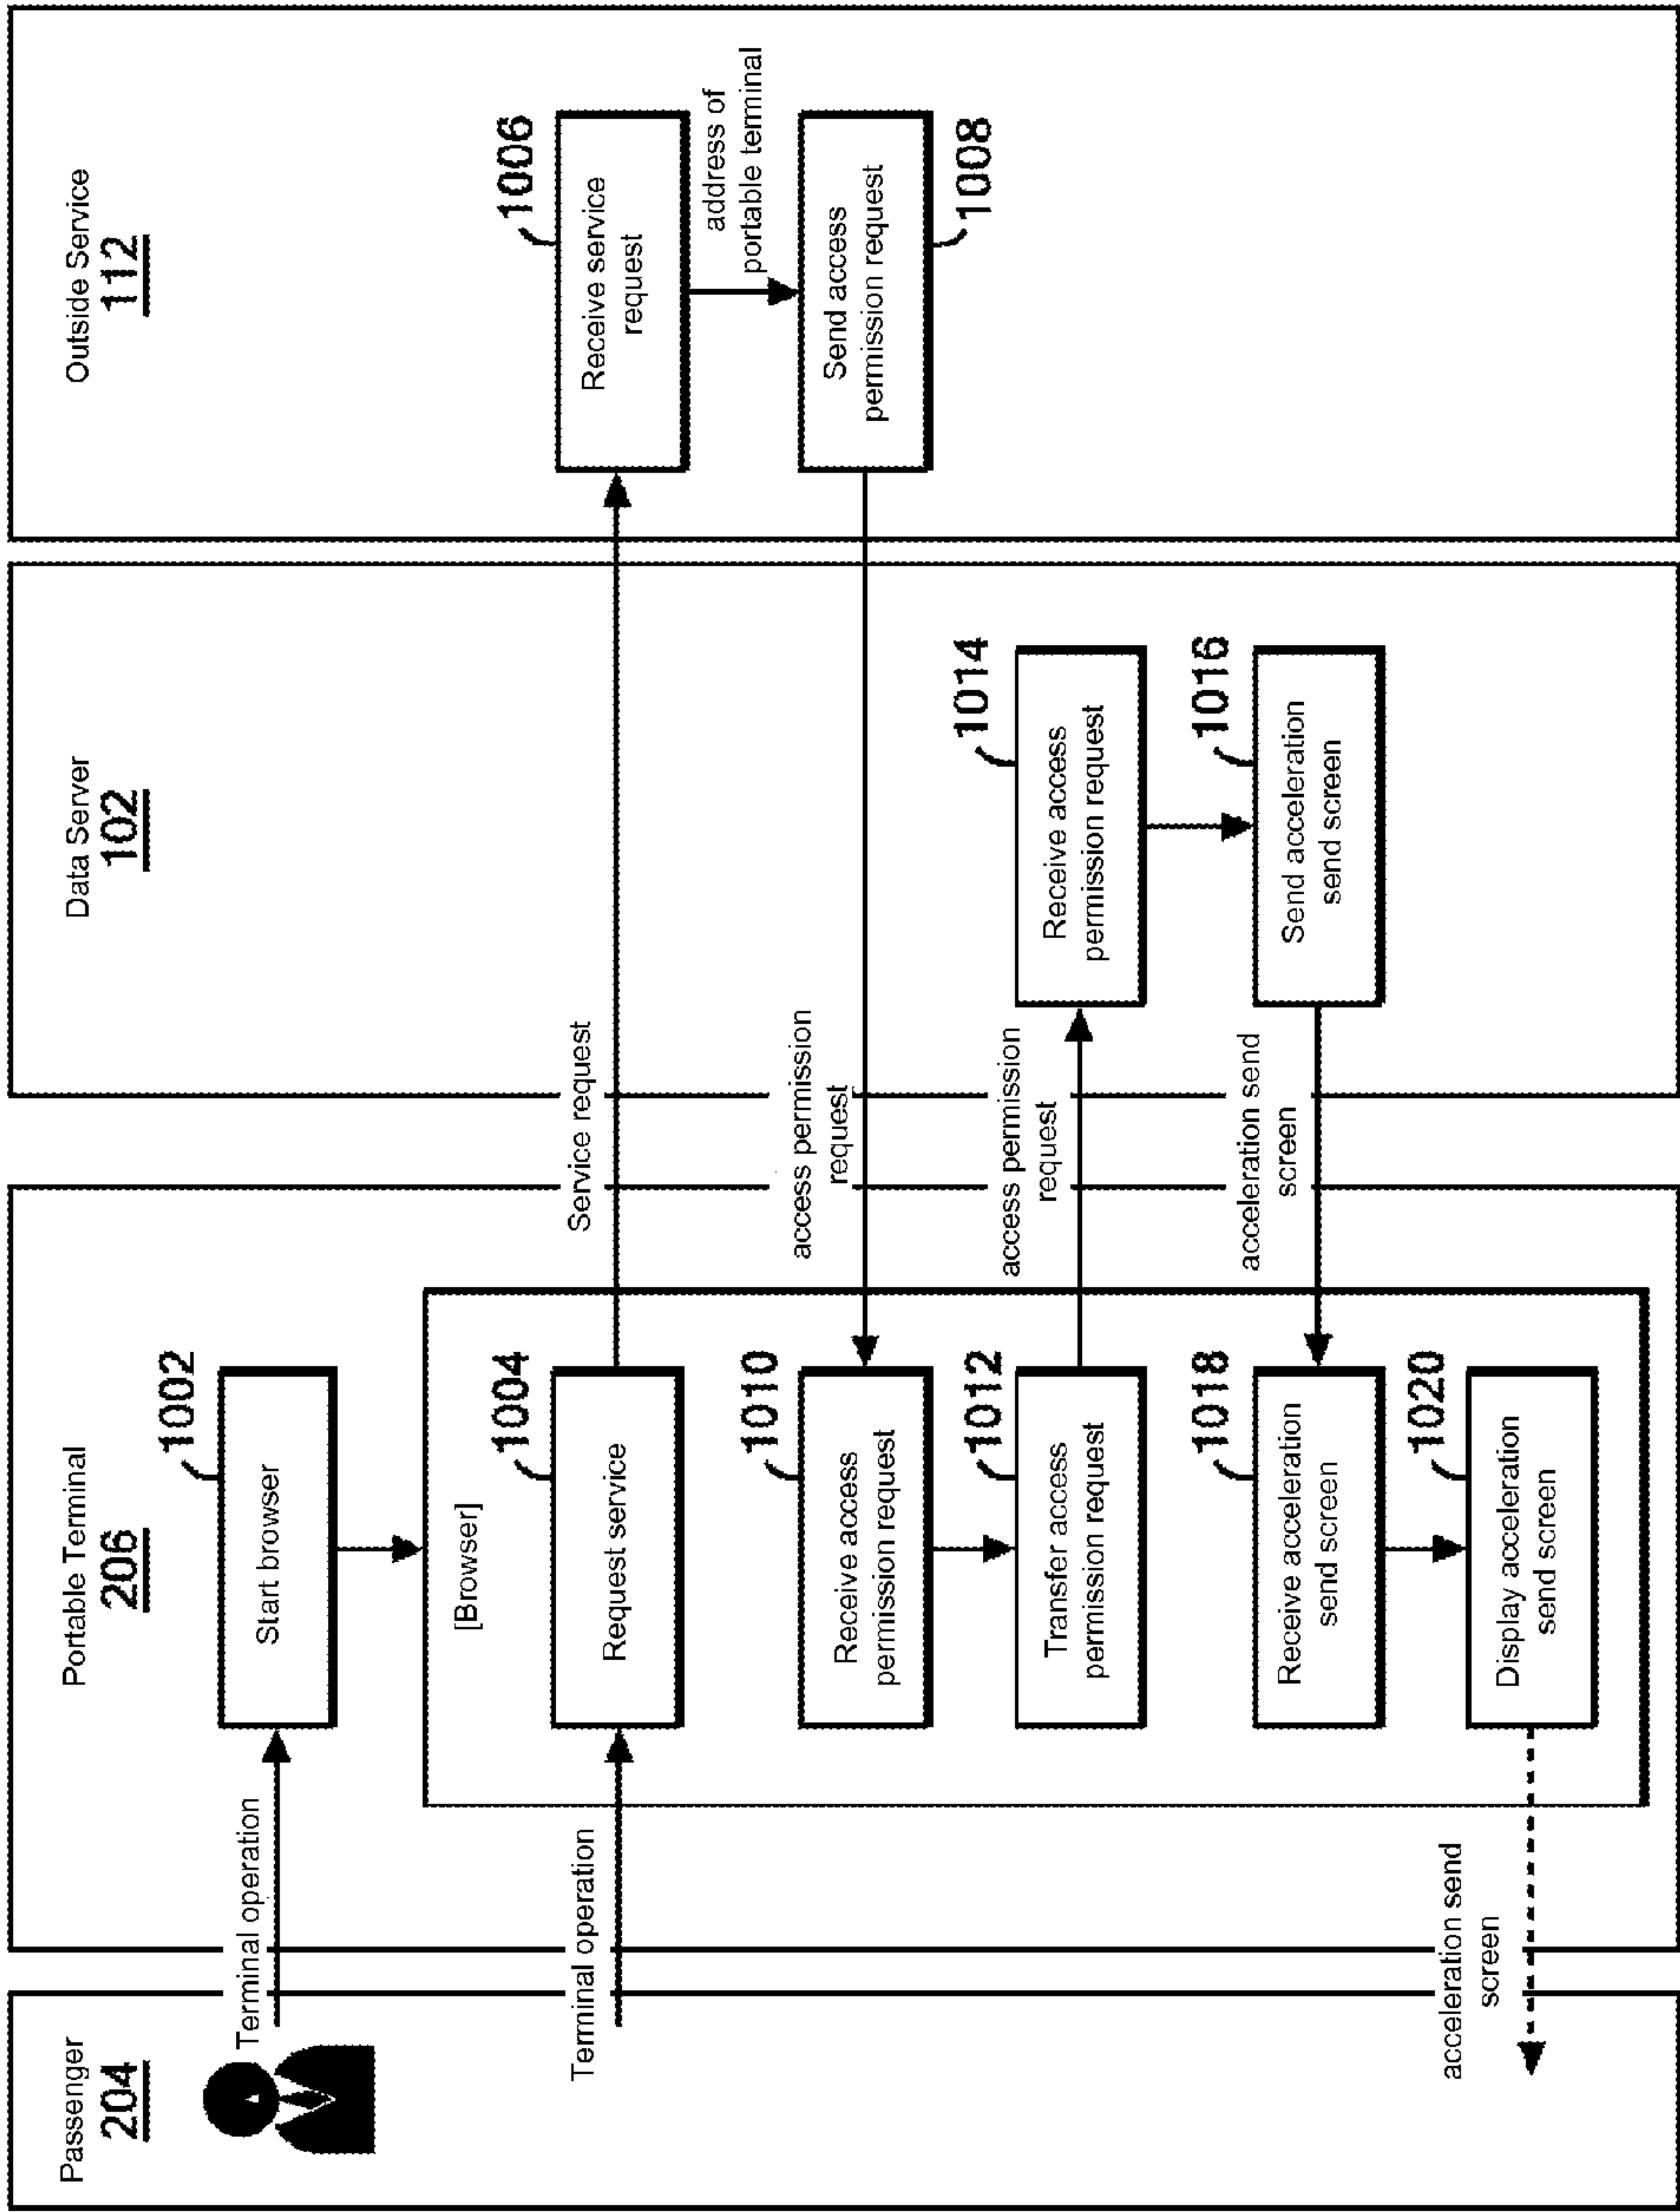 Passenger
204
Portable Terminal
206
Data Server
102
Outside Service
112
Terminal operation
Start browser
1002
[Browser]
Terminal operation
Request service
1004
Service request
Receive service
request
1006
address of
portable terminal
Send access
permission request
1008
access permission
request
Receive access
permission request
1010
Transfer access
permission request
1012
access permission
request
Receive access
permission request
1014
Send acceleration
send screen
1016
acceleration send
screen
Receive acceleration
send screen
1018
Display acceleration
send screen
1020
acceleration send
screen